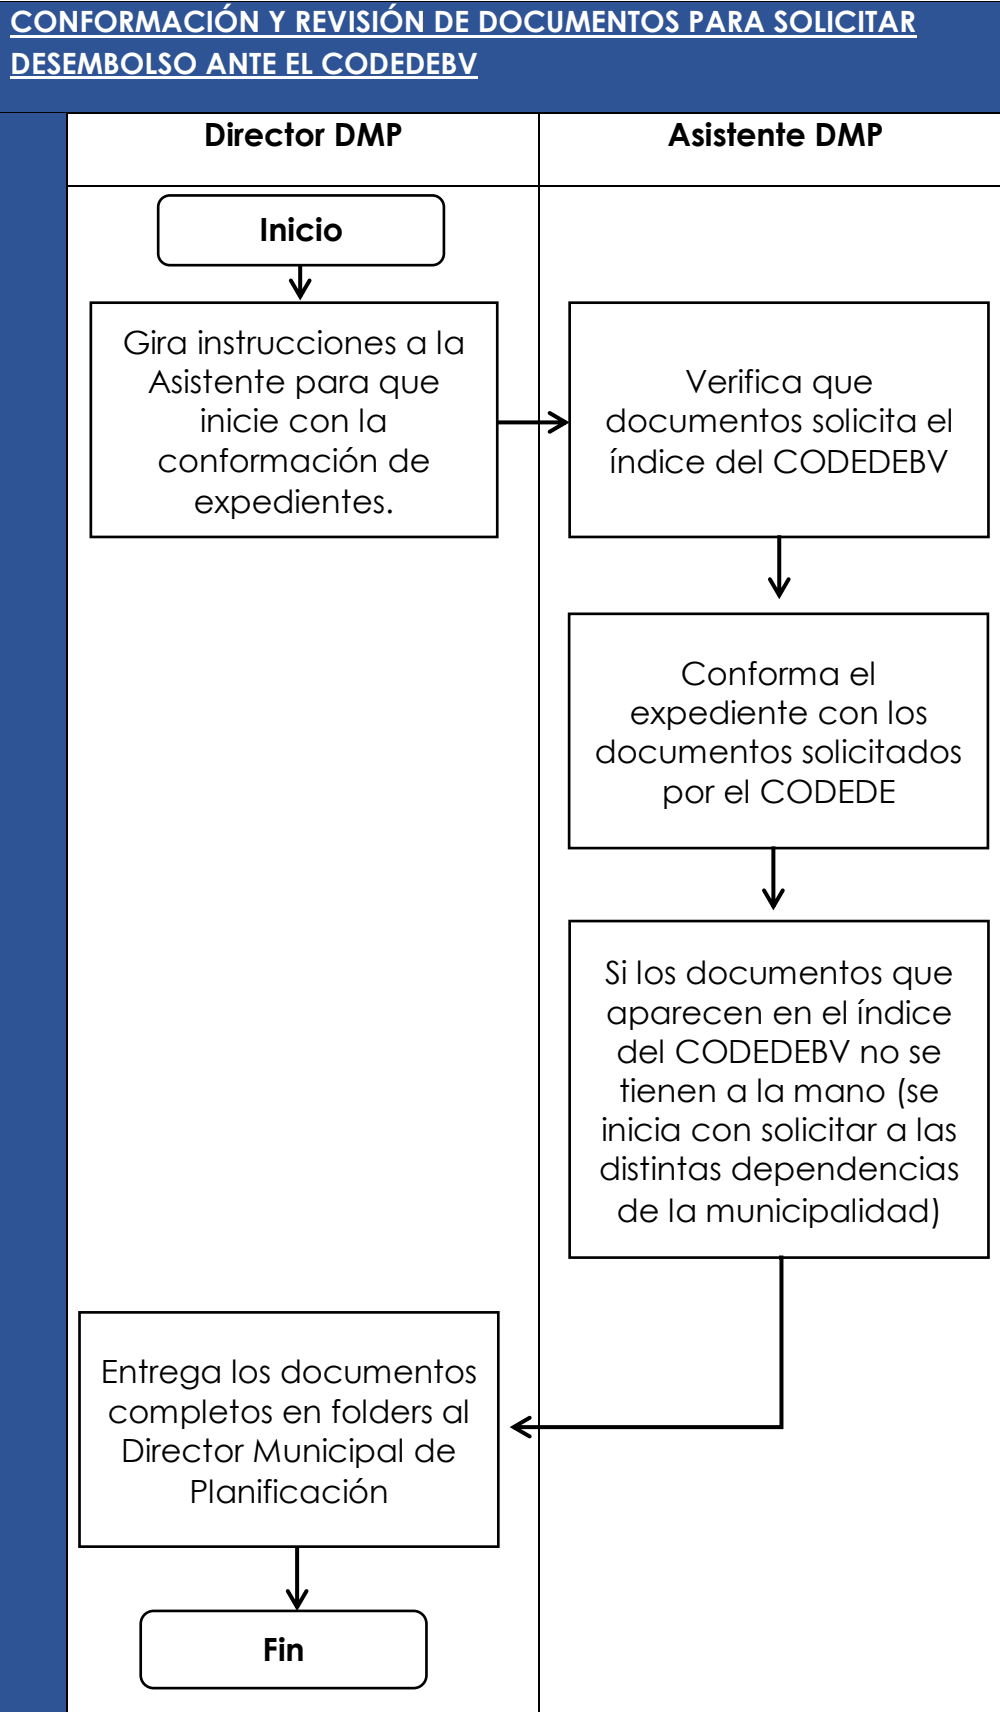 CONFORMACIÓN Y REVISIÓN DE DOCUMENTOS PARA SOLICITAR
DESEMBOLSO ANTE EL CODEDEBV
Director DMP
Asistente DMP
Inicio
Gira instrucciones a la
Asistente para que
inicie con la
conformación de
expedientes.
Verifica que
documentos solicita el
índice del CODEDEBV
Conforma el
expediente con los
documentos solicitados
por el CODEDE
Si los documentos que
aparecen en el índice
del CODEDEBV no se
tienen a la mano (se
inicia con solicitar a las
distintas dependencias
de la municipalidad)
Entrega los documentos
completos en folders al
Director Municipal de
Planificación
Fin